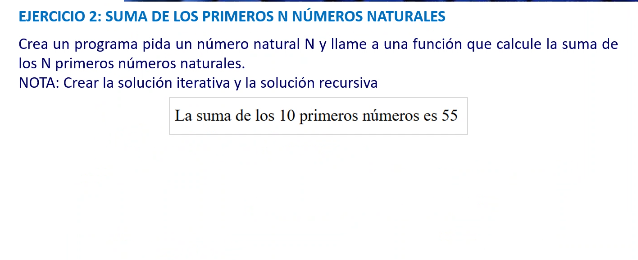 EJERCICIO 2: SUMA DE LOS PRIMEROS N NÚMEROS NATURALES
Crea un programa pida un número natural N y llame a una función que calcule la suma de
los N primeros números naturales.
NOTA: Crear la solución iterativa y la solución recursiva
La suma de los 10 primeros números es 55